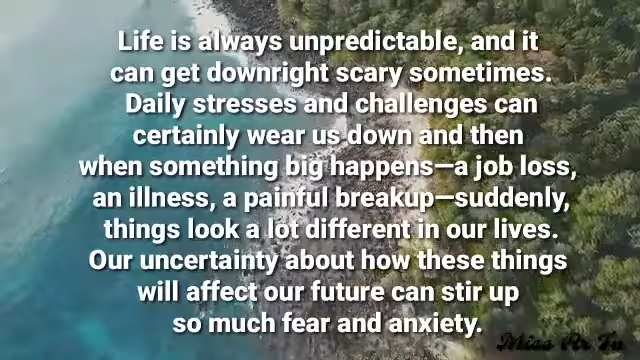 Life is always unpredictable, and it
can get downright scary sometimes.
Daily stresses and challenges can
certainly wear us down and then
when something big happens—a job loss,
an illness, a painful breakup—suddenly,
things look a lot different in our lives.
Our uncertainty about how these things
will affect our future can stir up
so much fear and anxiety.